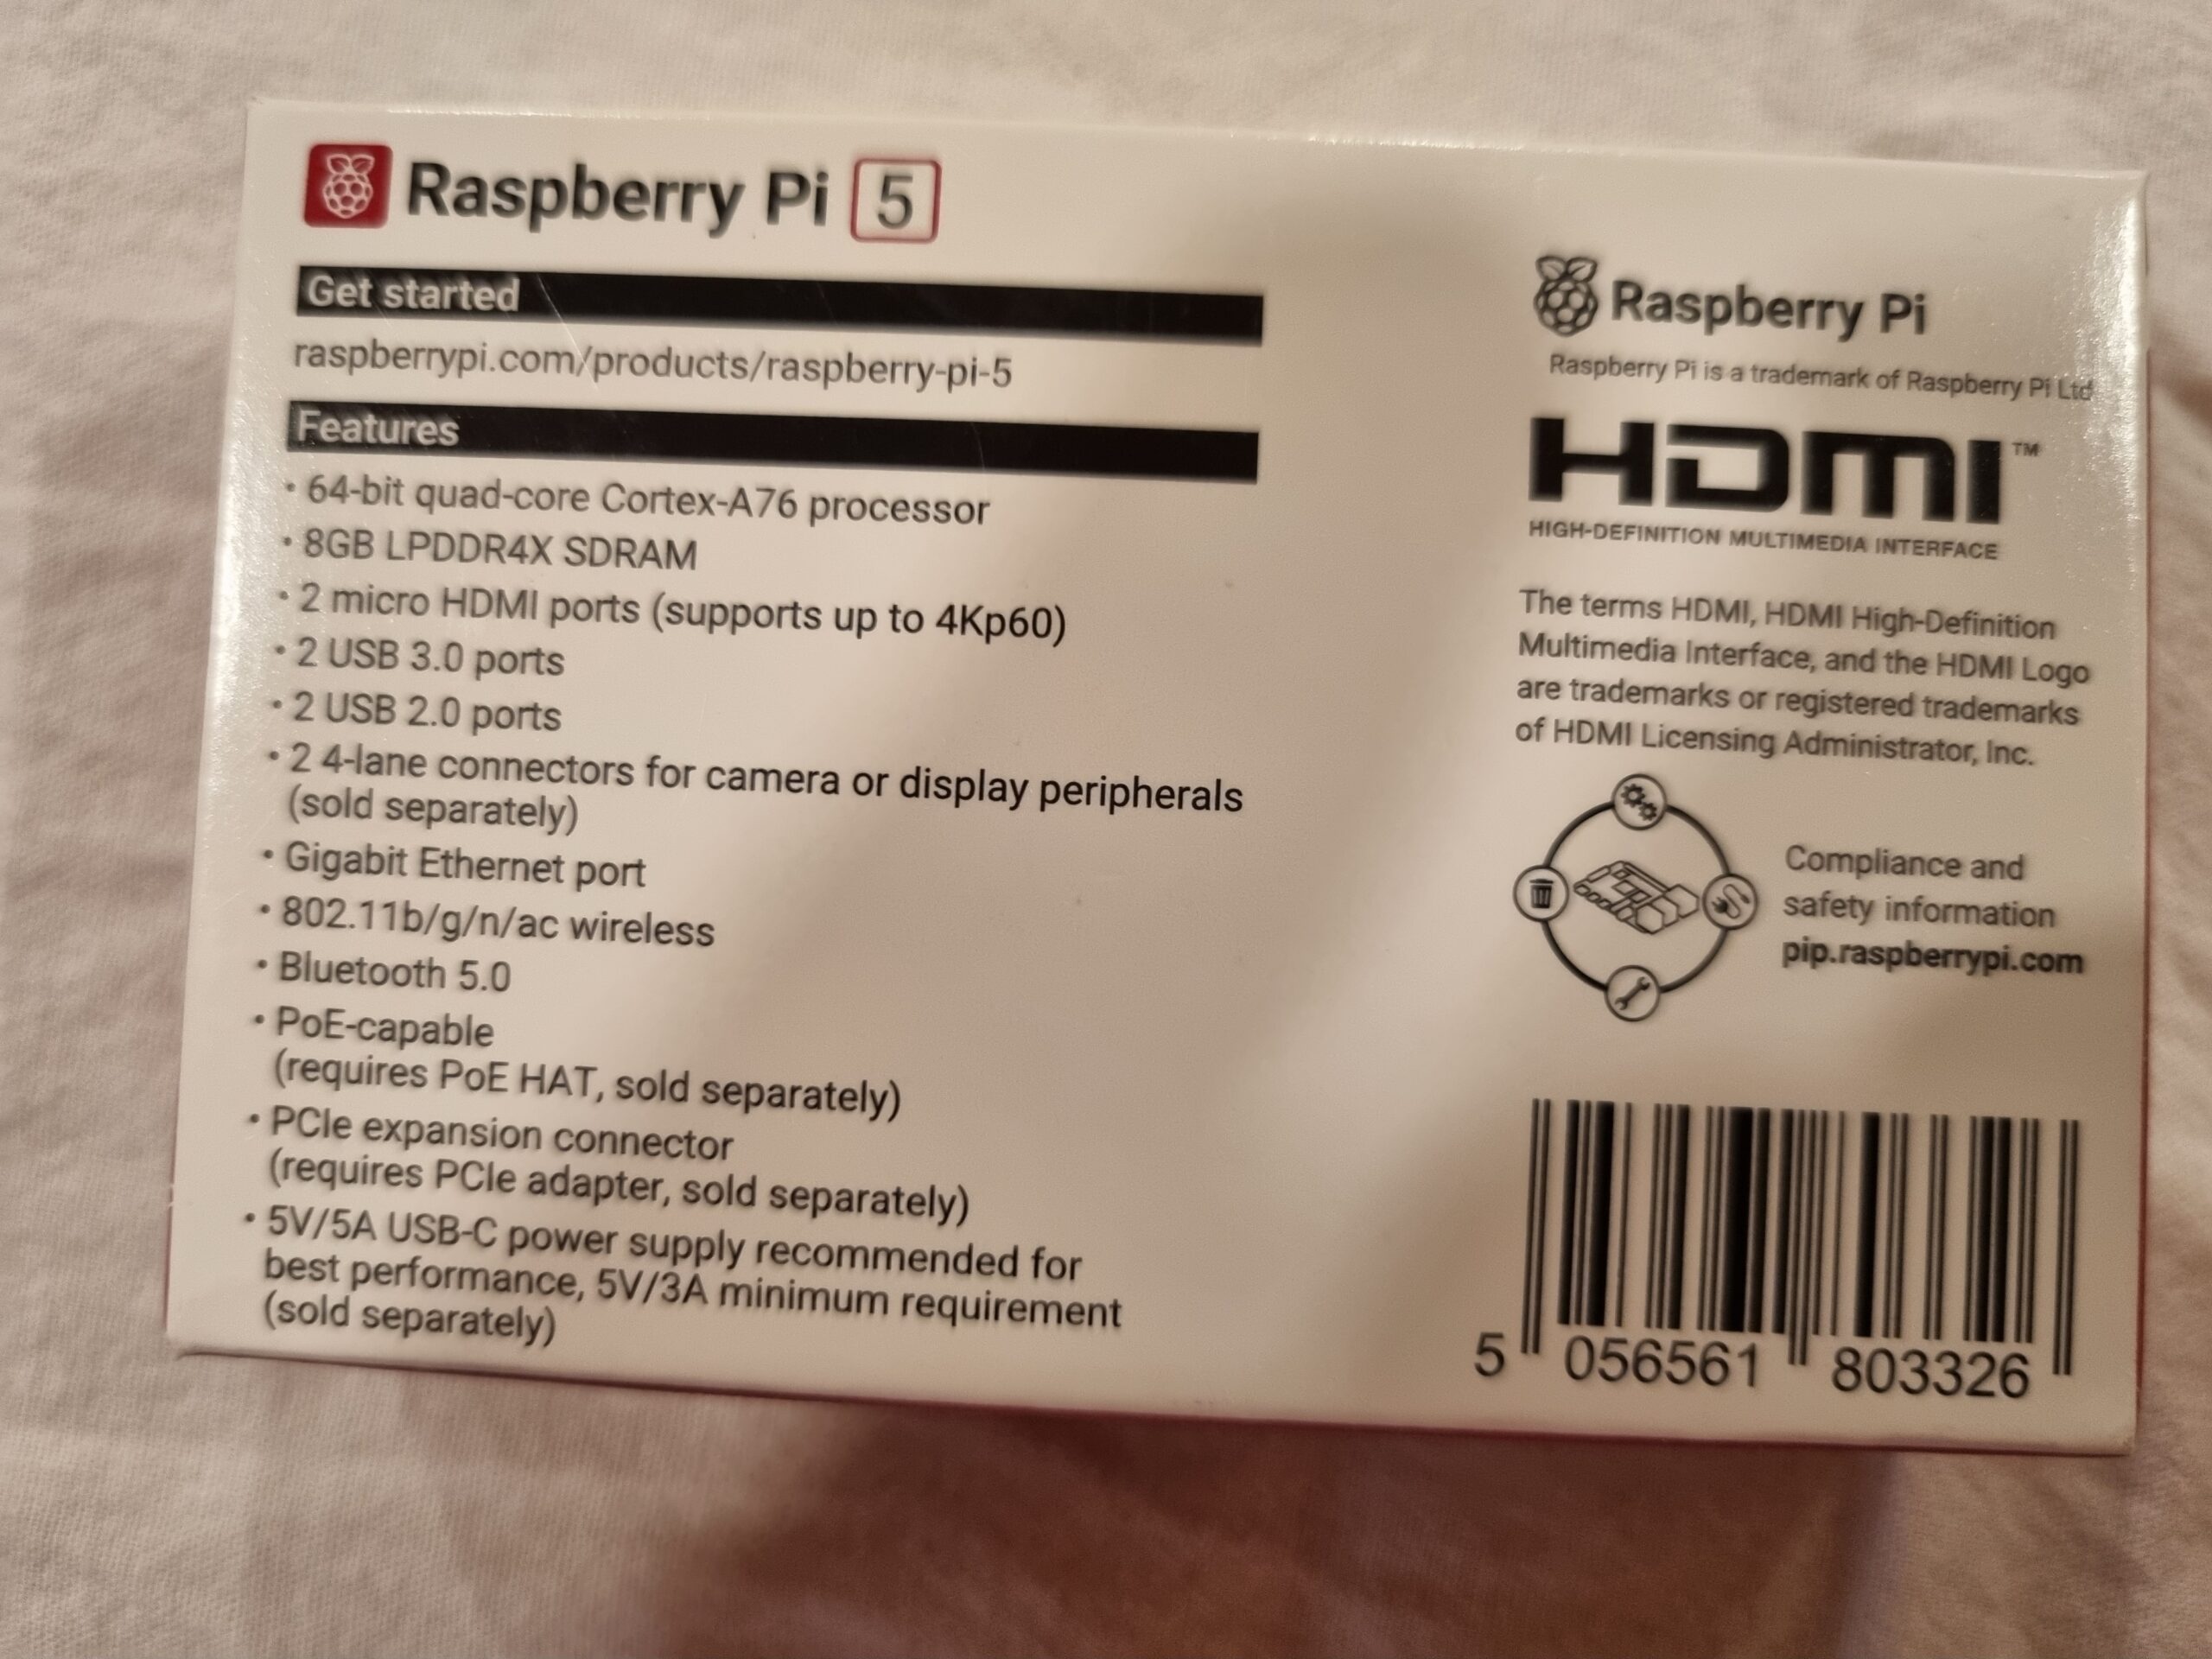 Raspberry Pi 5
Get started
raspberrypi.com/products/raspberry-pi-5
Features
• 64-bit quad-core Cortex-A76 processor
• 8GB LPDDR4X SDRAM
• 2 micro HDMI ports (supports up to 4Kp60)
• 2 USB 3.0 ports
• 2 USB 2.0 ports
• 2 4-lane connectors for camera or display peripherals
(sold separately)
• Gigabit Ethernet port
• 802.11b/g/n/ac wireless
• Bluetooth 5.0
• PoE-capable
(requires PoE HAT, sold separately)
• PCIe expansion connector
(requires PCIe adapter, sold separately)
• 5V/5A USB-C power supply recommended for
best performance, 5V/3A minimum requirement
(sold separately)
Raspberry Pi
Raspberry Pi is a trademark of Raspberry Pi Ltd
HDMI™
HIGH-DEFINITION MULTIMEDIA INTERFACE
The terms HDMI, HDMI High-Definition
Multimedia Interface, and the HDMI Logo
are trademarks or registered trademarks
of HDMI Licensing Administrator, Inc.
Compliance and
safety information
pip.raspberrypi.com
5 056561 803326